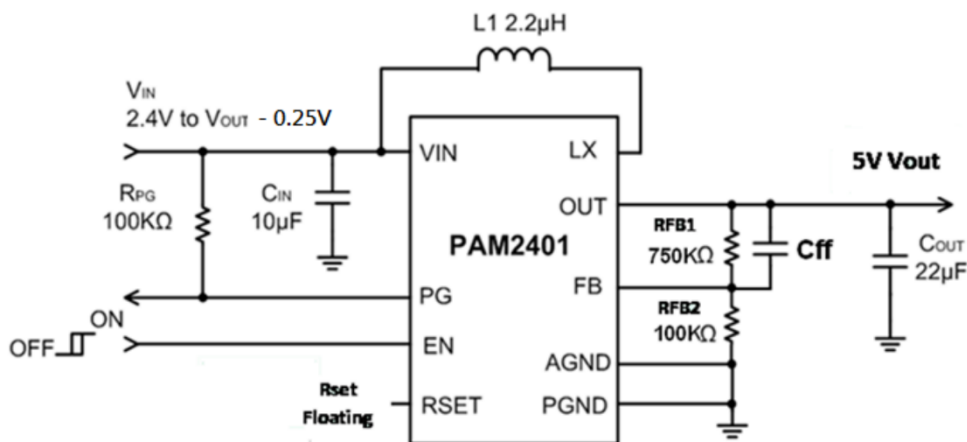 L1 2.2µH
VIN
2.4V to VOUT - 0.25V
VIN
LX
5V Vout
RPG
100KΩ
CIN
10µF
OUT
RFB1
750KΩ
Cff
COUT
22µF
PAM2401
PG
FB
RFB2
100KΩ
ON
OFF
EN
AGND
Rset
Floating
RSET
PGND